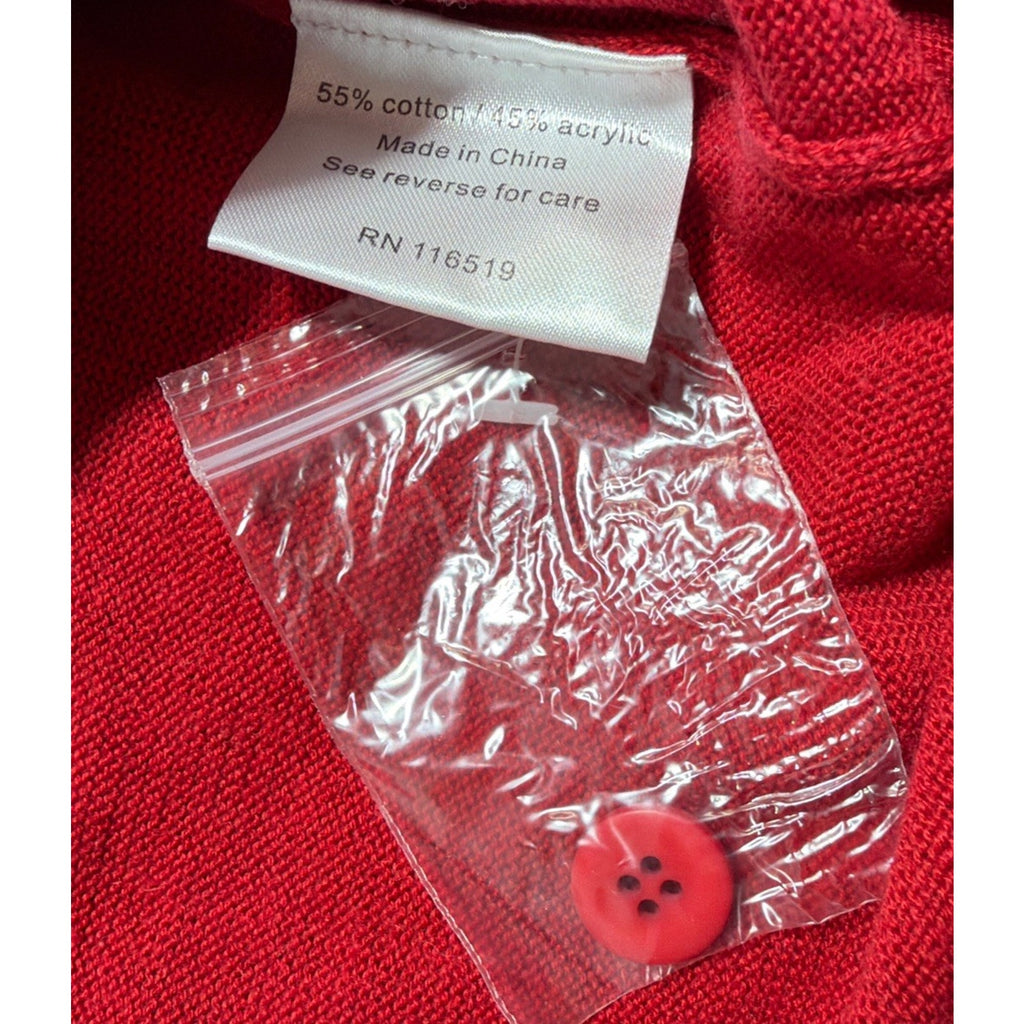 55% cotton / 45% acrylic
Made in China
See reverse for care
RN 116519